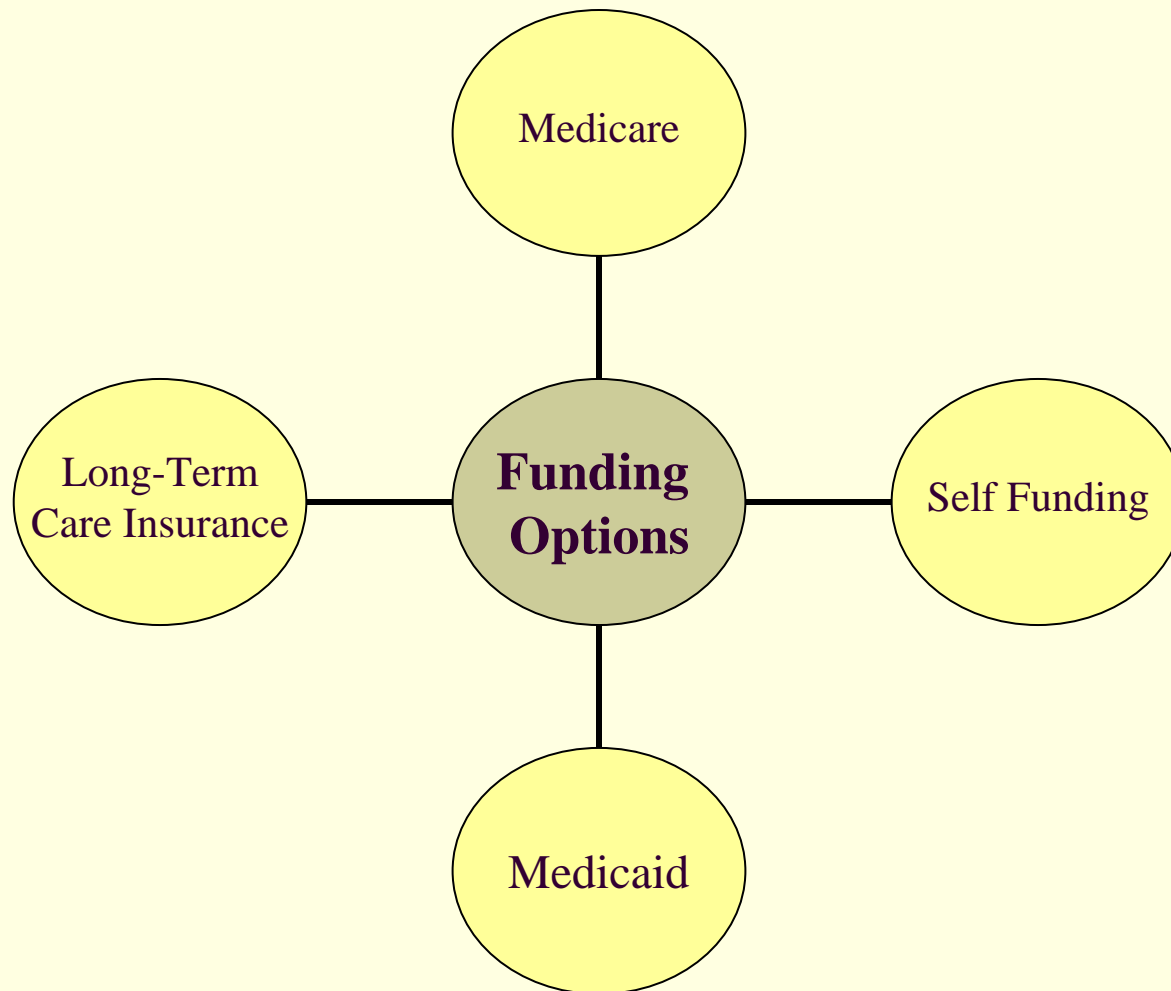 Medicare
Long-Term
Care Insurance
Funding
Options
Self Funding
Medicaid